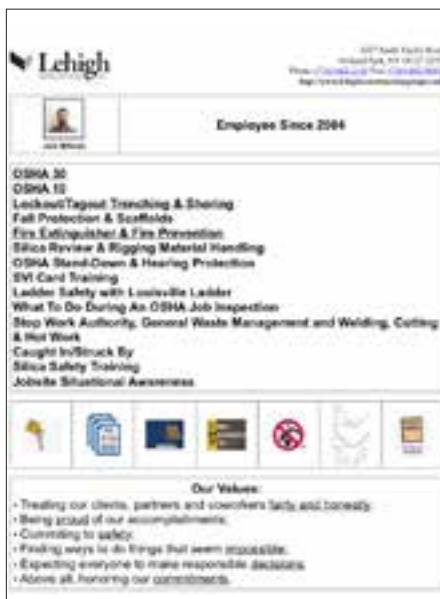 Lehigh
Employee Since 2004
OSHA 30
OSHA 10
Lockout/Tagout Trenching & Shoring
Fall Protection & Scaffolds
Fire Extinguisher & Fire Prevention
Silica Review & Rigging Material Handling
OSHA Stand-Down & Hearing Protection
SVI Card Training
Ladder Safety with Louisville Ladder
What To Do During An OSHA Job Inspection
Stop Work Authority, General Waste Management and Welding, Cutting
& Hot Work
Caught In/Struck By
Silica Safety Training
Jobsite Situational Awareness
Our Values:
• Treating our clients, partners and coworkers fairly and honestly.
• Being proud of our accomplishments.
• Commiting to safety.
• Finding ways to do things that seem impossible.
• Expecting everyone to make responsible decisions.
• Above all, honoring our commitments.